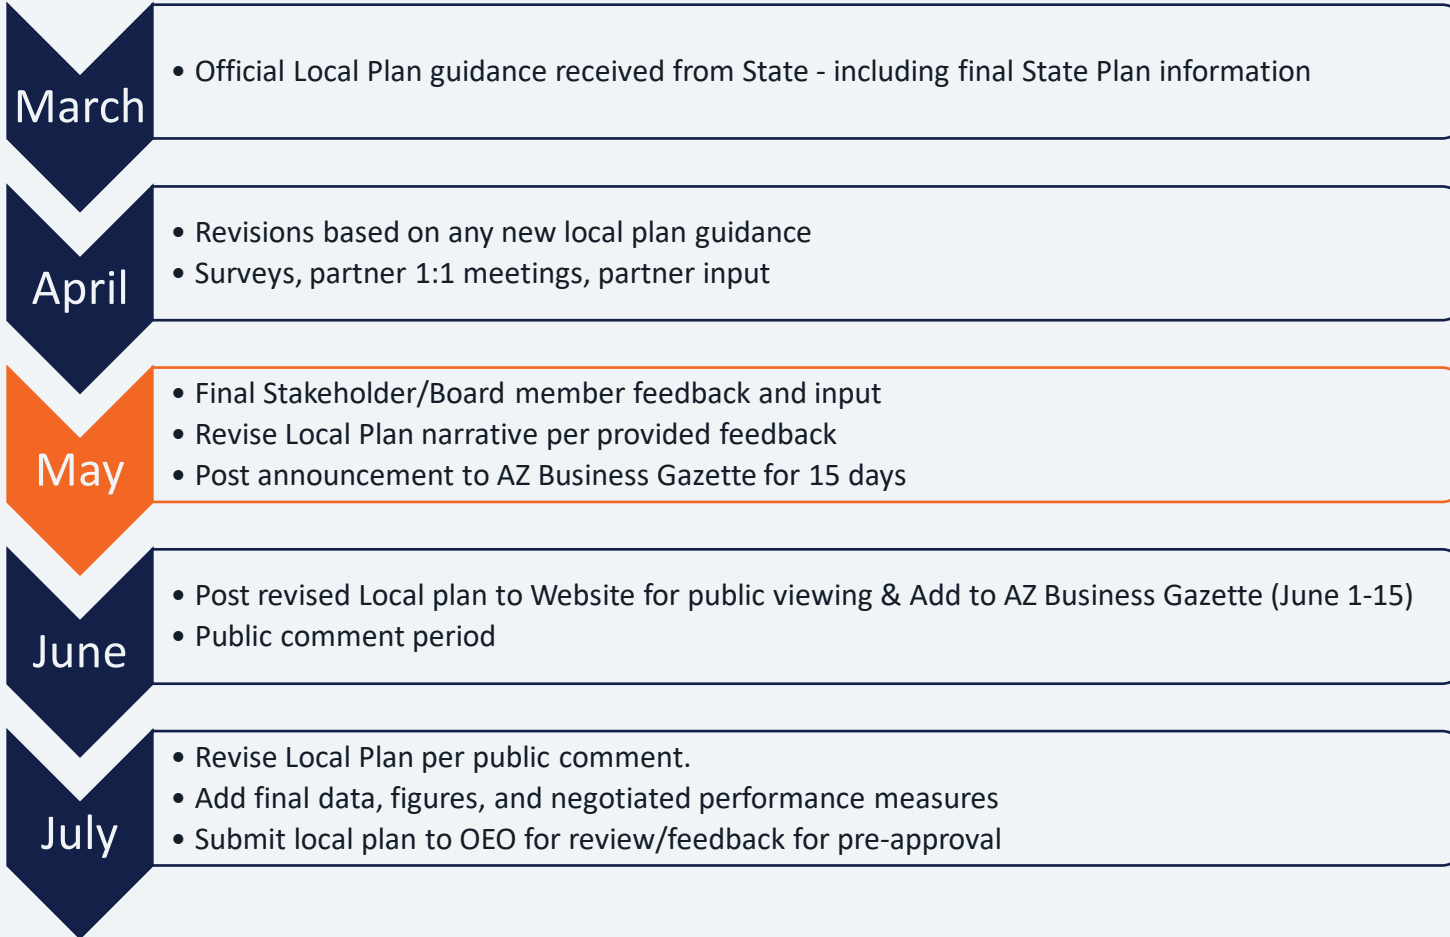 March
• Official Local Plan guidance received from State - including final State Plan information
April
• Revisions based on any new local plan guidance
• Surveys, partner 1:1 meetings, partner input
May
• Final Stakeholder/Board member feedback and input
• Revise Local Plan narrative per provided feedback
• Post announcement to AZ Business Gazette for 15 days
June
• Post revised Local plan to Website for public viewing & Add to AZ Business Gazette (June 1-15)
• Public comment period
July
• Revise Local Plan per public comment.
• Add final data, figures, and negotiated performance measures
• Submit local plan to OEO for review/feedback for pre-approval